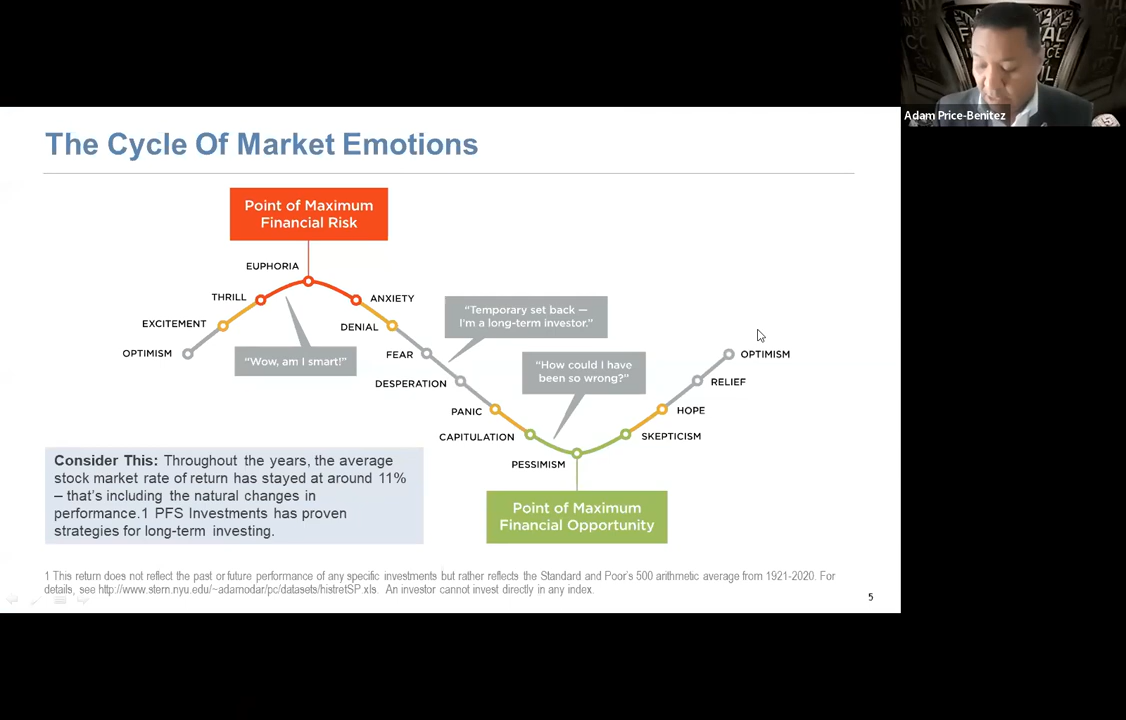 Adam Price-Benitez
The Cycle Of Market Emotions
Point of Maximum
Financial Risk
EUPHORIA
THRILL
ANXIETY
EXCITEMENT
DENIAL
OPTIMISM
"Wow, am I smart!"
"Temporary set back —
I'm a long-term investor."
FEAR
DESPERATION
"How could I have
been so wrong?"
PANIC
CAPITULATION
PESSIMISM
SKEPTICISM
HOPE
RELIEF
OPTIMISM
Point of Maximum
Financial Opportunity
Consider This: Throughout the years, the average
stock market rate of return has stayed at around 11%
– that's including the natural changes in
performance.1 PFS Investments has proven
strategies for long-term investing.
1 This return does not reflect the past or future performance of any specific investments but rather reflects the Standard and Poor's 500 arithmetic average from 1921-2020. For
details, see http://www.stern.nyu.edu/~adamodar/pc/datasets/histretSP.xls. An investor cannot invest directly in any index.
5